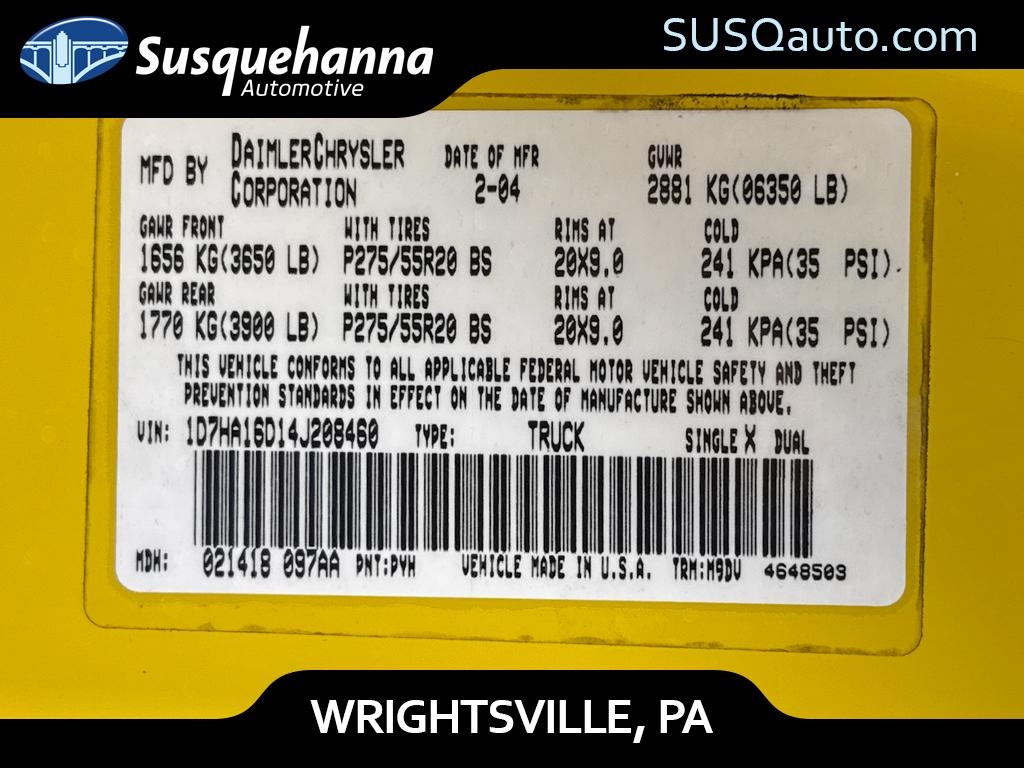 Susquehanna
Automotive
SUSQauto.com
MFD BY DAIMLERCHRYSLER CORPORATION
DATE OF MFR
2-04
GVWR
2881 KG(06350 LB)
GAWR FRONT WITH TIRES RIMS AT COLD
1656 KG(3650 LB) P275/55R20 BS 20X9.0 241 KPA(35 PSI)
GAWR REAR WITH TIRES RIMS AT COLD
1770 KG(3900 LB) P275/55R20 BS 20X9.0 241 KPA(35 PSI)
THIS VEHICLE CONFORMS TO ALL APPLICABLE FEDERAL MOTOR VEHICLE SAFETY AND THEFT
PREVENTION STANDARDS IN EFFECT ON THE DATE OF MANUFACTURE SHOWN ABOVE.
VIN: 1D7HA16D14J208460 TYPE: TRUCK SINGLE X DUAL
MDH: 021418 097AA PNT:PYH VEHICLE MADE IN U.S.A. TRM:M9DV 4648503
WRIGHTSVILLE, PA